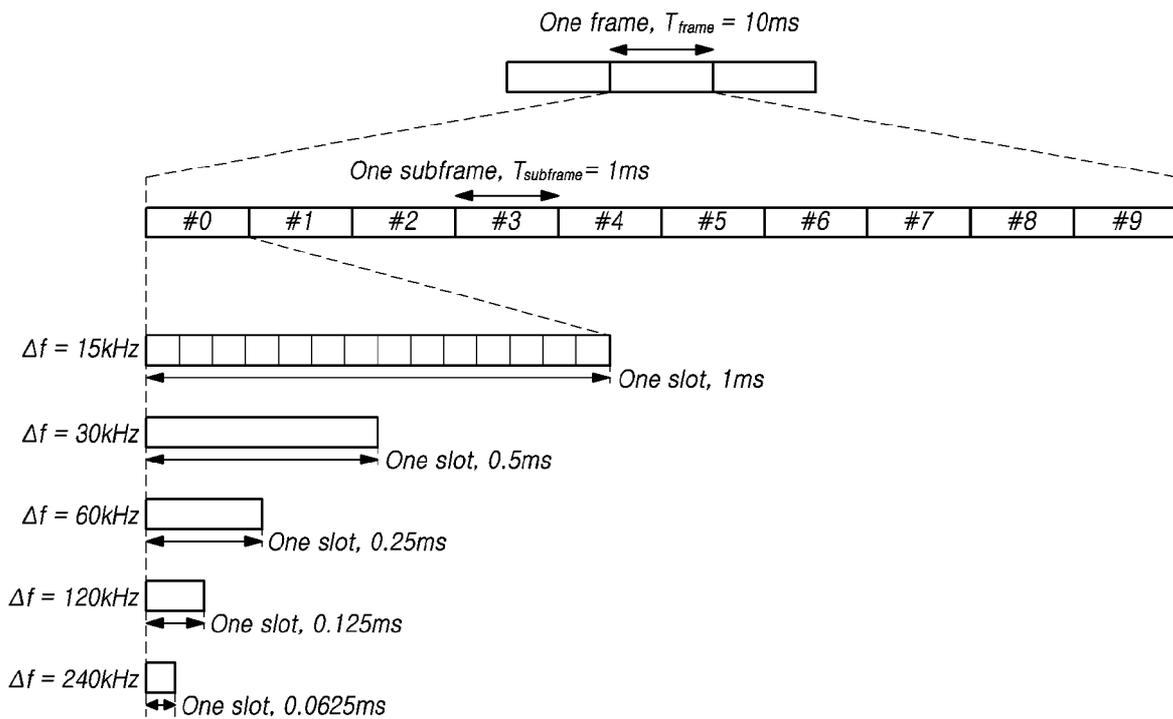 One frame, Tframe = 10ms
One subframe, Tsubframe = 1ms
#0 #1 #2 #3 #4 #5 #6 #7 #8 #9
Δf = 15kHz
One slot, 1ms
Δf = 30kHz
One slot, 0.5ms
Δf = 60kHz
One slot, 0.25ms
Δf = 120kHz
One slot, 0.125ms
Δf = 240kHz
One slot, 0.0625ms